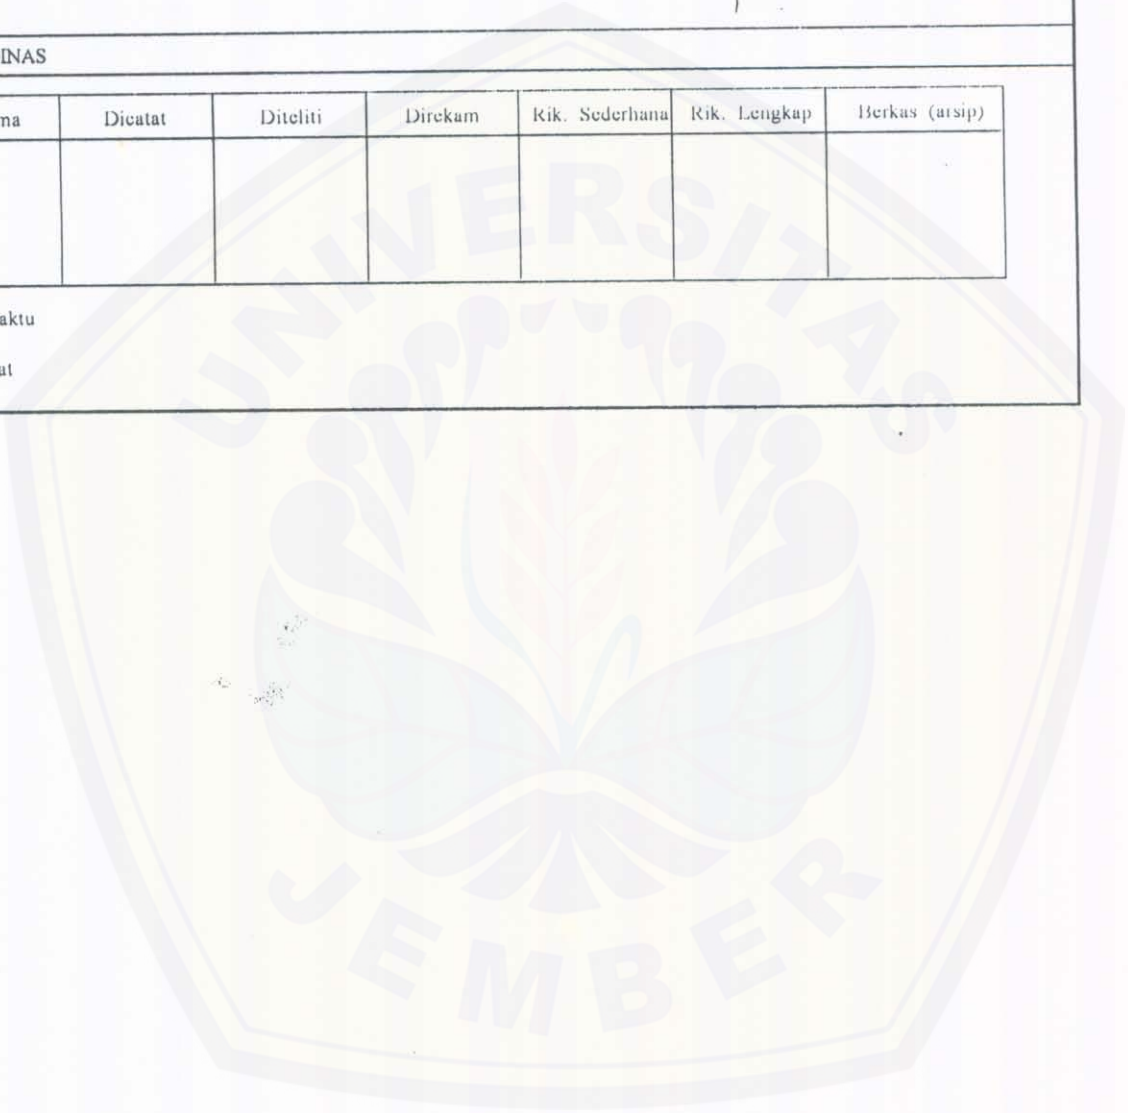 INAS
ma Dicatat Diteliti Direkam Rik. Sederhana Rik. Lengkap Berkas (arsip)
aktu
at
UNIVERSITAS
JEMBER